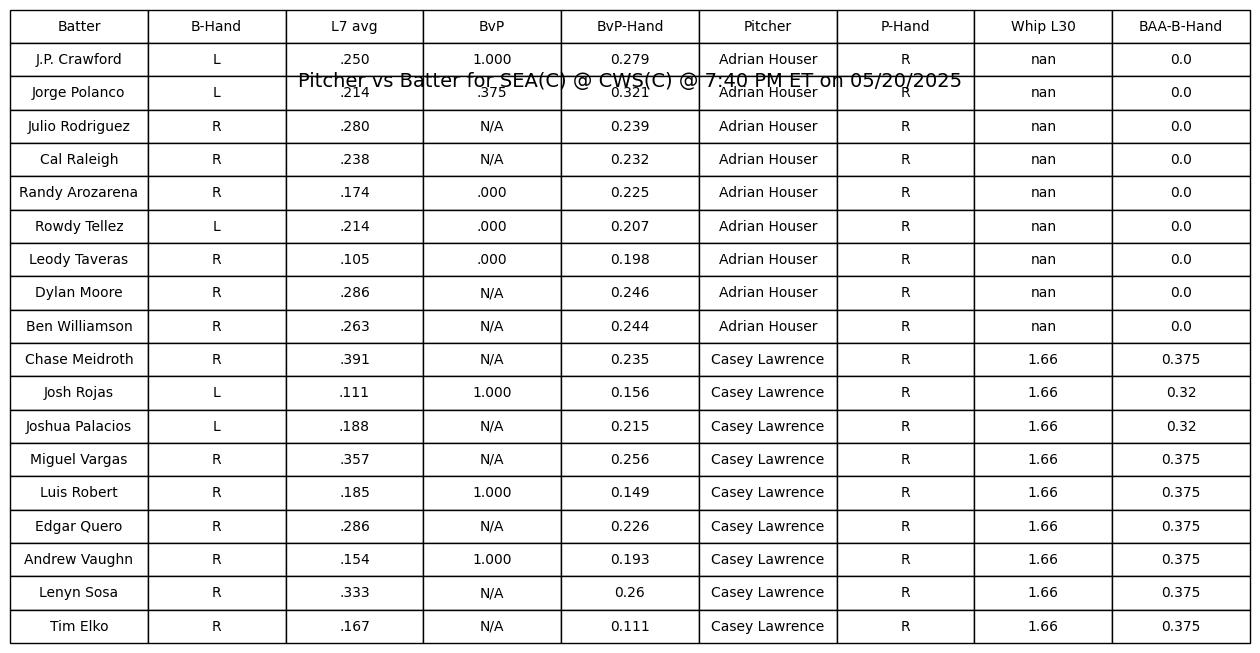 Batter B-Hand L7 avg BvP BvP-Hand Pitcher P-Hand Whip L30 BAA-B-Hand
J.P. Crawford L .250 1.000 0.279 Adrian Houser R nan 0.0
Pitcher vs Batter for SEA(C) @ CWS(C) @ 7:40 PM ET on 05/20/2025
Jorge Polanco L .214 .375 0.321 Adrian Houser R nan 0.0
Julio Rodriguez R .280 N/A 0.239 Adrian Houser R nan 0.0
Cal Raleigh R .238 N/A 0.232 Adrian Houser R nan 0.0
Randy Arozarena R .174 .000 0.225 Adrian Houser R nan 0.0
Rowdy Tellez L .214 .000 0.207 Adrian Houser R nan 0.0
Leody Taveras R .105 .000 0.198 Adrian Houser R nan 0.0
Dylan Moore R .286 N/A 0.246 Adrian Houser R nan 0.0
Ben Williamson R .263 N/A 0.244 Adrian Houser R nan 0.0
Chase Meidroth R .391 N/A 0.235 Casey Lawrence R 1.66 0.375
Josh Rojas L .111 1.000 0.156 Casey Lawrence R 1.66 0.32
Joshua Palacios L .188 N/A 0.215 Casey Lawrence R 1.66 0.32
Miguel Vargas R .357 N/A 0.256 Casey Lawrence R 1.66 0.375
Luis Robert R .185 1.000 0.149 Casey Lawrence R 1.66 0.375
Edgar Quero R .286 N/A 0.226 Casey Lawrence R 1.66 0.375
Andrew Vaughn R .154 1.000 0.193 Casey Lawrence R 1.66 0.375
Lenyn Sosa R .333 N/A 0.26 Casey Lawrence R 1.66 0.375
Tim Elko R .167 N/A 0.111 Casey Lawrence R 1.66 0.375